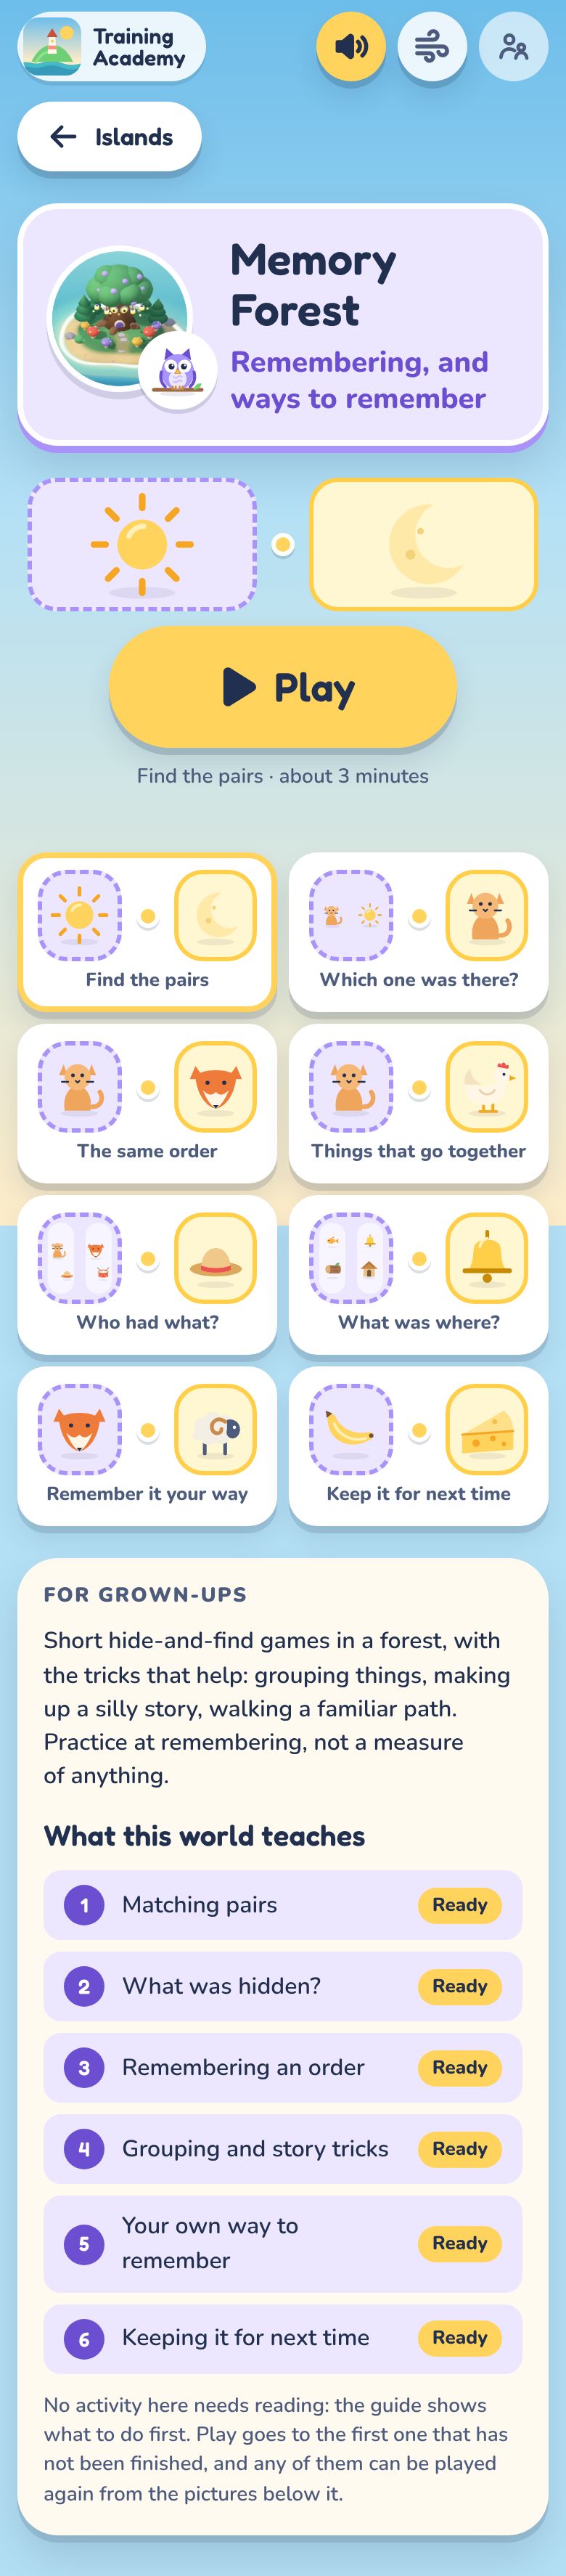 Training
Academy
Islands
Memory
Forest
Remembering, and
ways to remember
Play
Find the pairs · about 3 minutes
Find the pairs
Which one was there?
The same order
Things that go together
Who had what?
What was where?
Remember it your way
Keep it for next time
FOR GROWN-UPS
Short hide-and-find games in a forest, with
the tricks that help: grouping things, making
up a silly story, walking a familiar path.
Practice at remembering, not a measure
of anything.
What this world teaches
1 Matching pairs Ready
2 What was hidden? Ready
3 Remembering an order Ready
4 Grouping and story tricks Ready
5 Your own way to
remember Ready
6 Keeping it for next time Ready
No activity here needs reading: the guide shows
what to do first. Play goes to the first one that has
not been finished, and any of them can be played
again from the pictures below it.